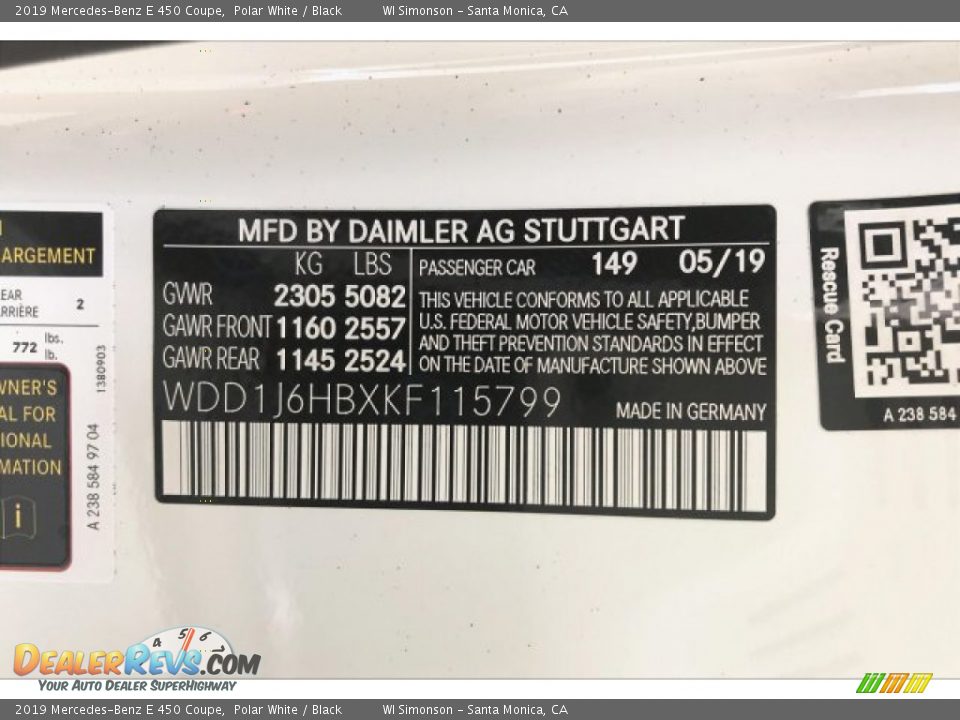 2019 Mercedes-Benz E 450 Coupe, Polar White / Black WI Simonson - Santa Monica, CA
ARGEMENT
2
772 lbs.
lb.
1380903
WNER'S
AL FOR
IONAL
MATION
i
A 238 584 97 04
MFD BY DAIMLER AG STUTTGART
KG LBS
GVWR 2305 5082
GAWR FRONT 1160 2557
GAWR REAR 1145 2524
PASSENGER CAR 149 05/19
THIS VEHICLE CONFORMS TO ALL APPLICABLE
U.S. FEDERAL MOTOR VEHICLE SAFETY,BUMPER
AND THEFT PREVENTION STANDARDS IN EFFECT
ON THE DATE OF MANUFACTURE SHOWN ABOVE
WDD1J6HBXKF115799
MADE IN GERMANY
Rescue Card
A 238 584
4 5 6
DEALERREVS.COM
YOUR AUTO DEALER SUPERHIGHWAY
2019 Mercedes-Benz E 450 Coupe, Polar White / Black WI Simonson - Santa Monica, CA